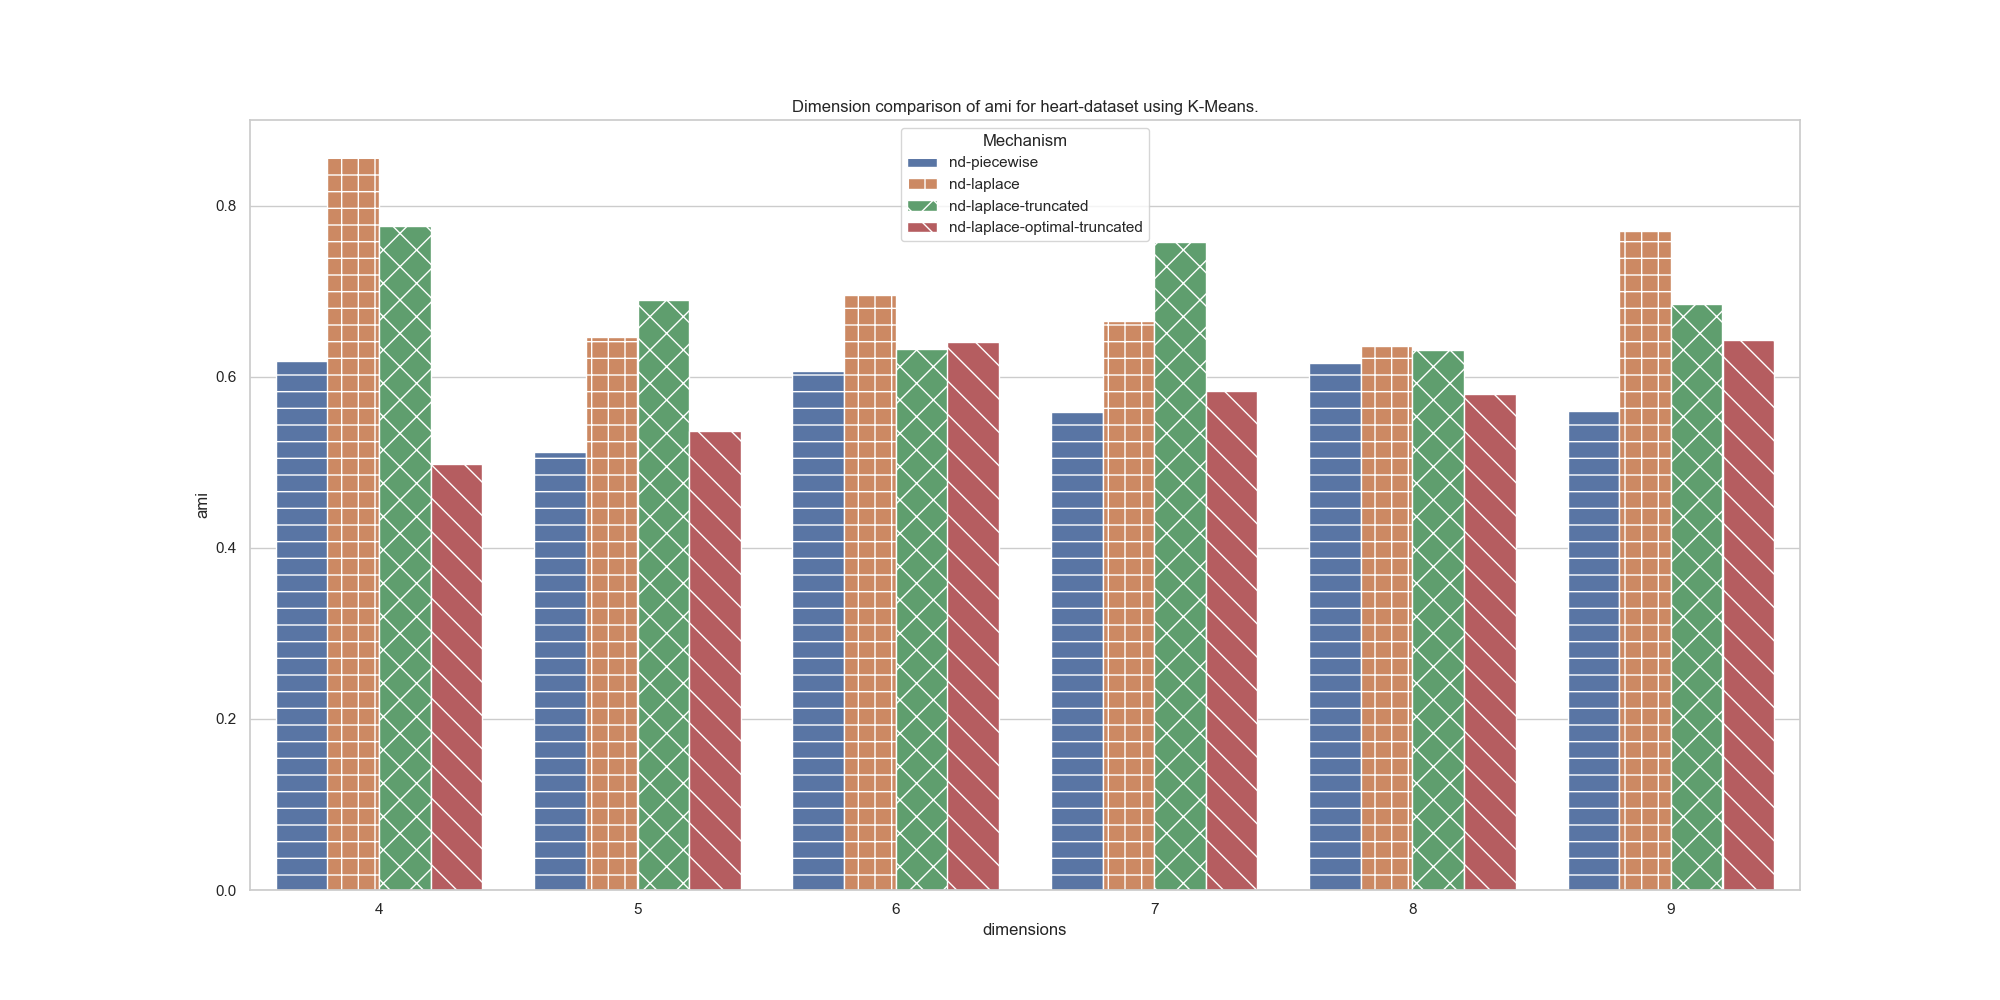 Dimension comparison of ami for heart-dataset using K-Means.
Mechanism
nd-piecewise
nd-laplace
nd-laplace-truncated
nd-laplace-optimal-truncated
0.8
0.6
0.4
0.2
0.0
ami
4 5 6 7 8 9
dimensions